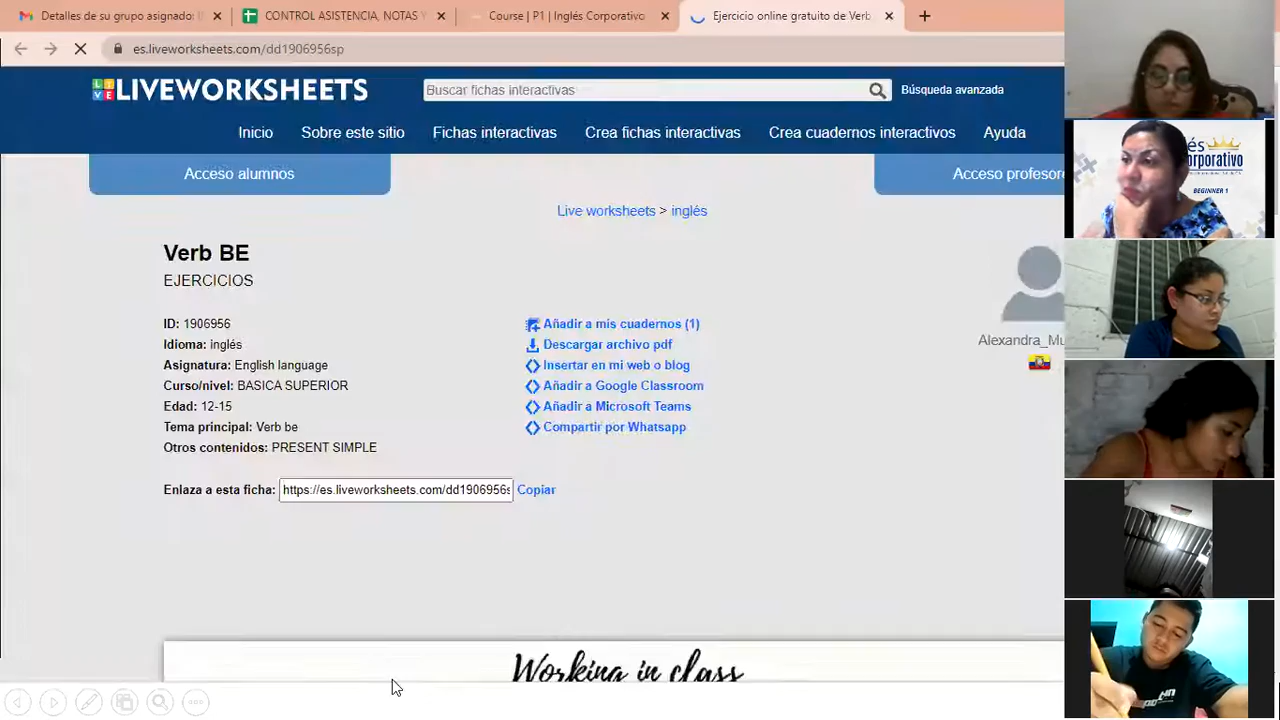 Detalles de su grupo asignado
CONTROL ASISTENCIA, NOTAS Y
Course | P1 | Inglés Corporativo
Ejercicio online gratuito de Verb
es.liveworksheets.com/dd1906956sp
LIVEWORKSHEETS
Buscar fichas interactivas
Búsqueda avanzada
Inicio
Sobre este sitio
Fichas interactivas
Crea fichas interactivas
Crea cuadernos interactivos
Ayuda
Acceso alumnos
Acceso profesore
Live worksheets > inglés
Verb BE
EJERCICIOS
ID: 1906956
Idioma: inglés
Asignatura: English language
Curso/nivel: BASICA SUPERIOR
Edad: 12-15
Tema principal: Verb be
Otros contenidos: PRESENT SIMPLE
Añadir a mis cuadernos (1)
Descargar archivo pdf
Insertar en mi web o blog
Añadir a Google Classroom
Añadir a Microsoft Teams
Compartir por Whatsapp
Alexandra_Mu
Enlaza a esta ficha: https://es.liveworksheets.com/dd1906956s Copiar
Working in class
és
orporativo
BEGINNER 1